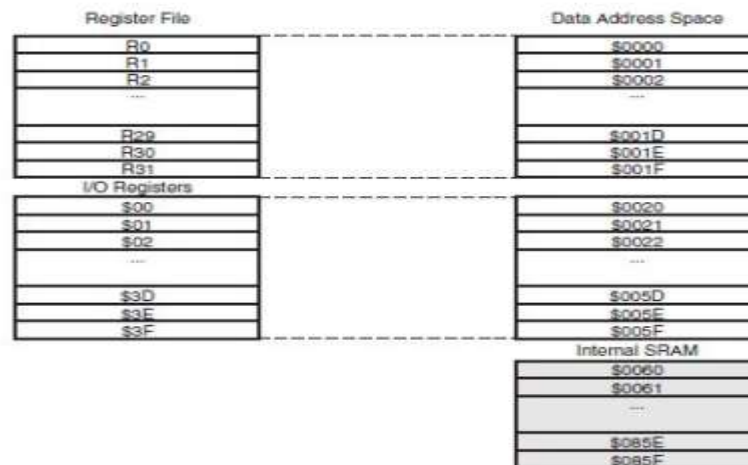 Register File
Data Address Space
R0
$0000
R1
$0001
R2
$0002
...
...
R29
$001D
R30
$001E
R31
$001F
I/O Registers
$00
$0020
$01
$0021
$02
$0022
...
...
$3D
$005D
$3E
$005E
$3F
$005F
Internal SRAM
$0060
$0061
...
$085E
$085F